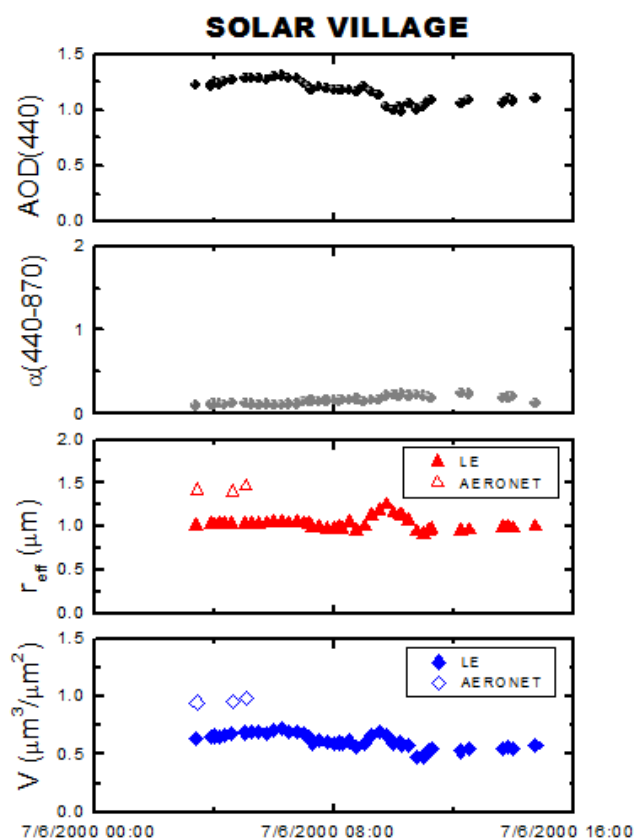 SOLAR VILLAGE
1.5
1.0
0.5
0.0
AOD(440)
2
1
0
α(440-870)
2.0
1.5
1.0
0.5
0.0
r_eff (μm)
LE
AERONET
1.5
1.0
0.5
0.0
V (μm³/μm²)
LE
AERONET
7/6/2000 00:00 7/6/2000 08:00 7/6/2000 16:00